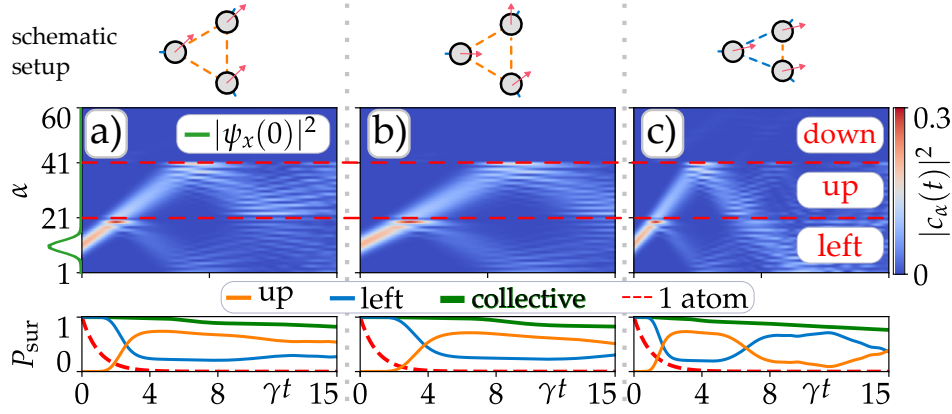 schematic
setup
a)
|ψₓ(0)|²
b)
c)
down
up
left
60
41
21
1
α
0.3
0
|c_α(t)|²
up
left
collective
1 atom
P_sur
1
0
0
4
8
γt
15
0
4
8
γt
15
0
4
8
γt
15